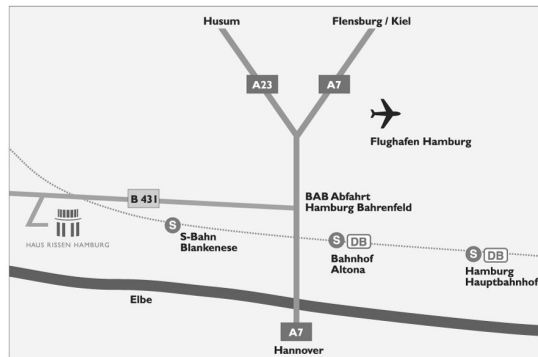 Husum
Flensburg / Kiel
A23
A7
Flughafen Hamburg
B 431
BAB Abfahrt
Hamburg Bahrenfeld
HAUS RISSEN HAMBURG
S
S-Bahn
Blankenese
S DB
Bahnhof
Altona
S DB
Hamburg
Hauptbahnhof
Elbe
A7
Hannover